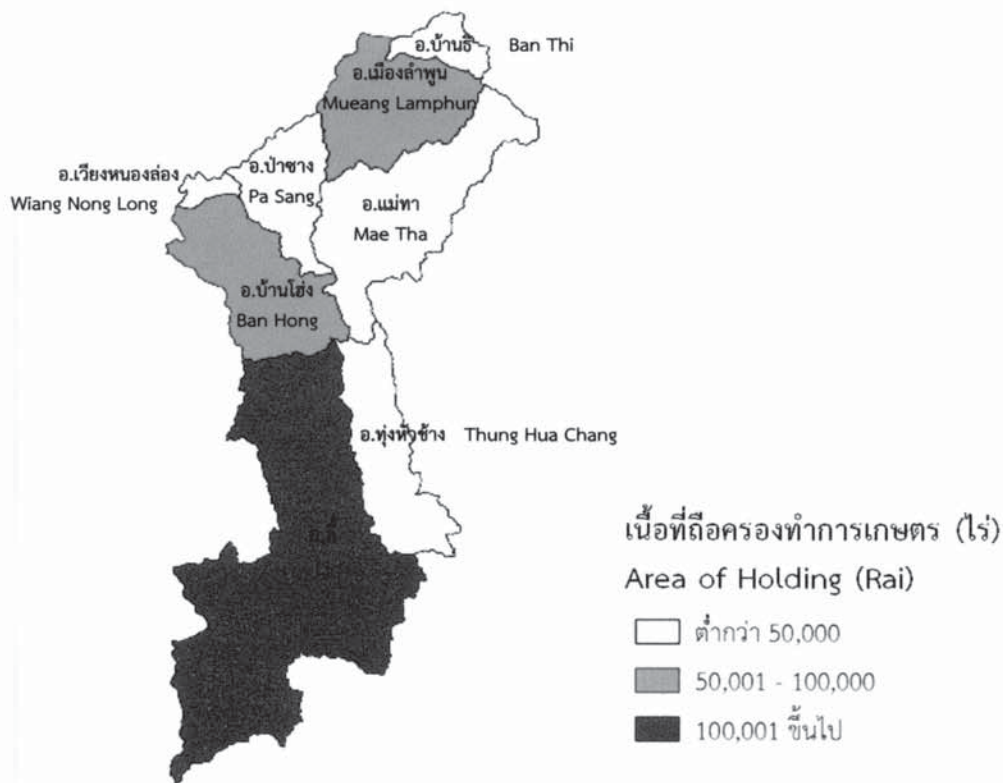 อ.บ้านธิ Ban Thi
อ.เมืองลำพูน
Mueang Lamphun
อ.เวียงหนองล่อง
Wiang Nong Long
อ.ป่าซาง
Pa Sang
อ.แม่ทา
Mae Tha
อ.บ้านโฮ่ง
Ban Hong
อ.ทุ่งหัวช้าง Thung Hua Chang
อ.ลี้
เนื้อที่ถือครองทำการเกษตร (ไร่)
Area of Holding (Rai)
ต่ำกว่า 50,000
50,001 - 100,000
100,001 ขึ้นไป